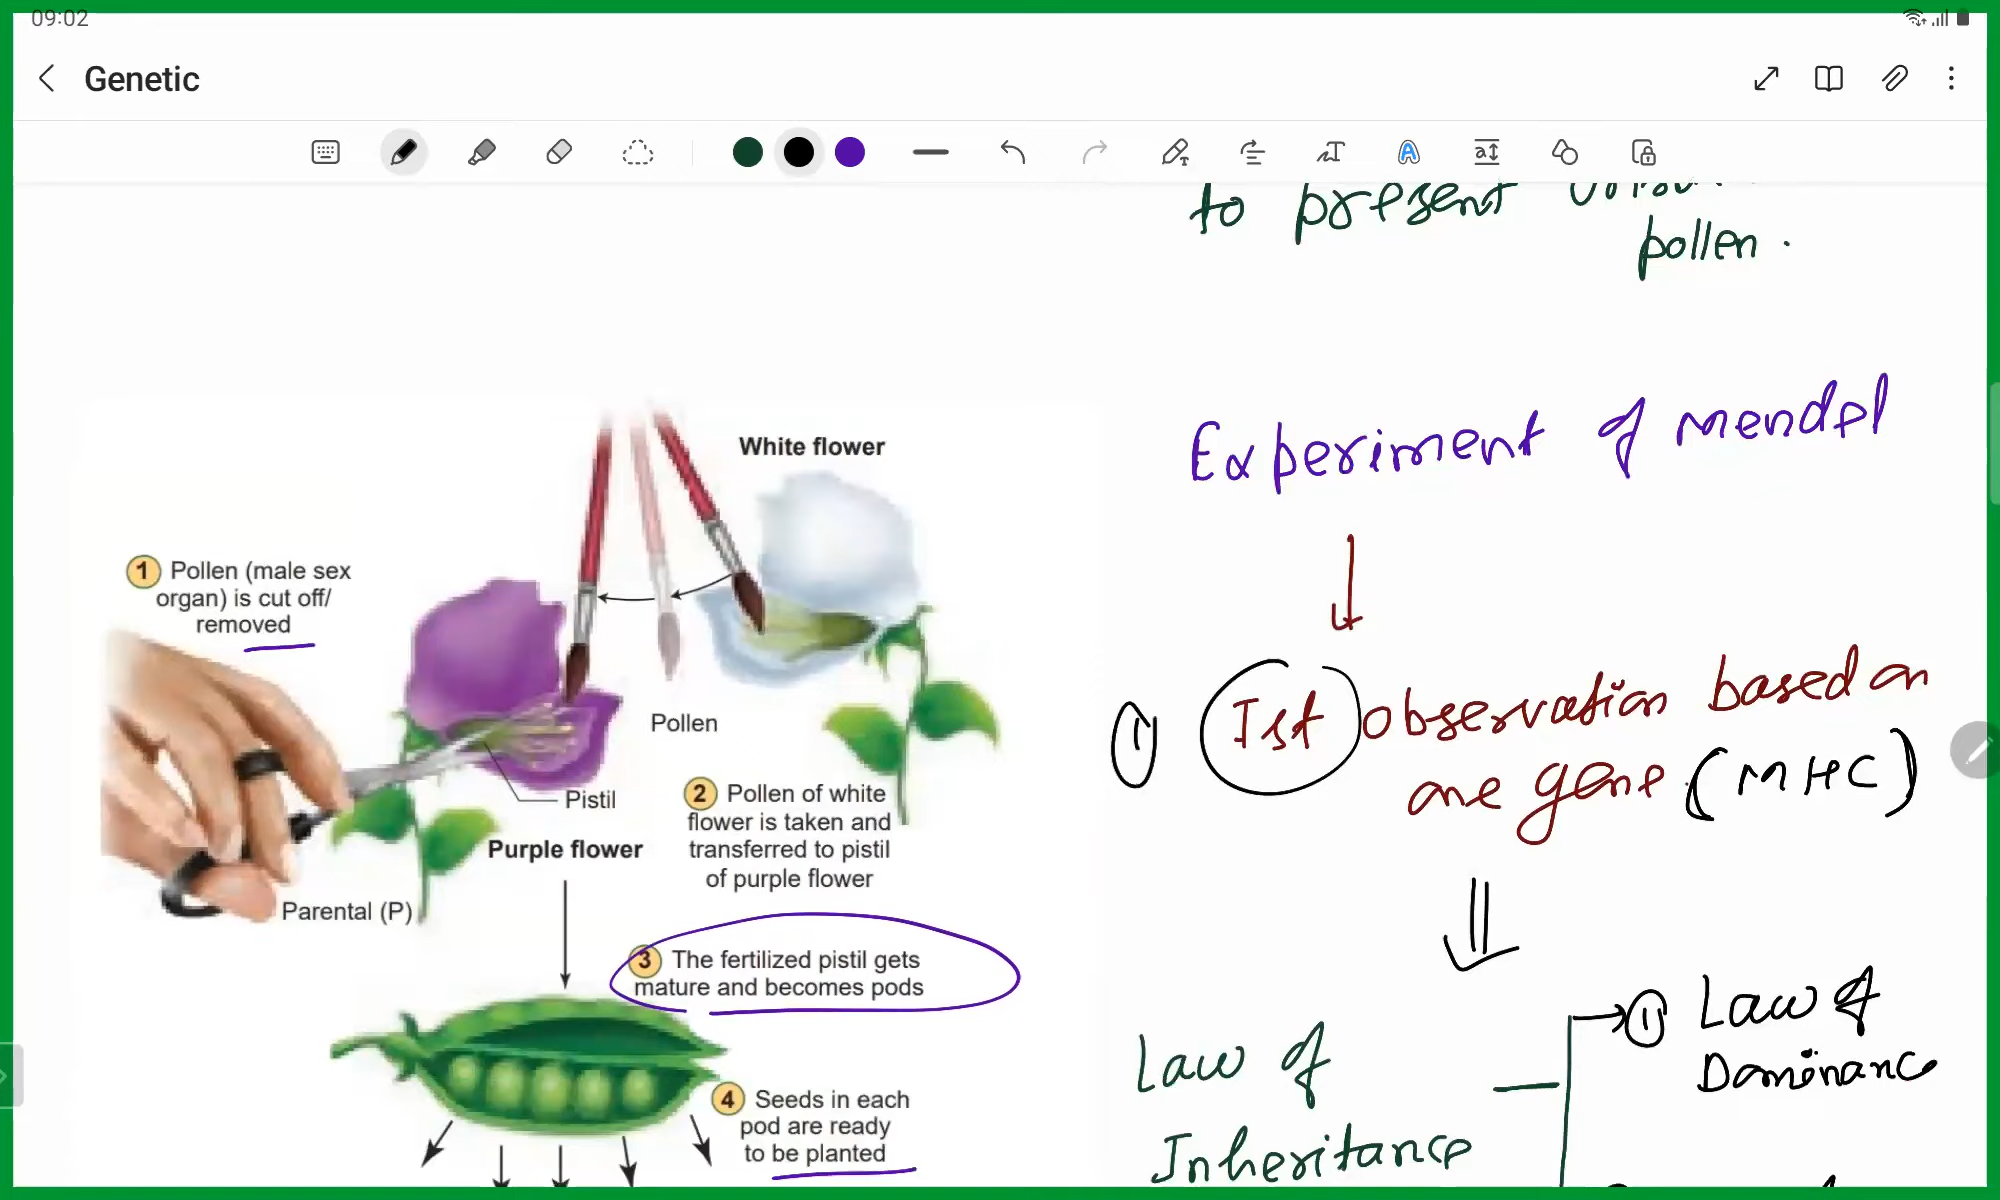 09:02
Genetic
to present
pollen.
White flower
Experiment of mendel
1 Pollen (male sex
organ) is cut off/
removed
Pollen
① Ist observation based on
one gene. (MHC)
Pistil
Purple flower
2 Pollen of white
flower is taken and
transferred to pistil
of purple flower
Parental (P)
3 The fertilized pistil gets
mature and becomes pods
Law of
Inheritance
→ ① Law of
Dominance
4 Seeds in each
pod are ready
to be planted